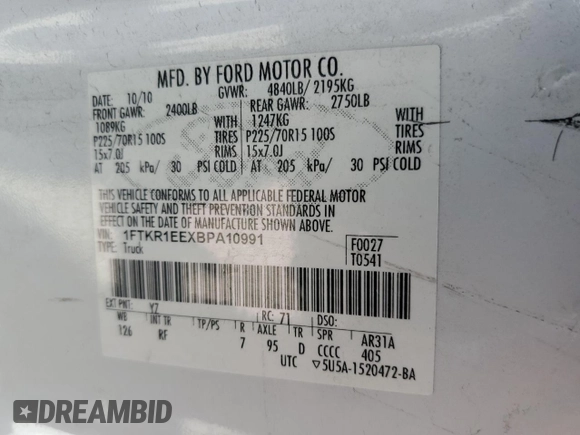 MFD. BY FORD MOTOR CO.
DATE: 10/10 GVWR: 4840LB/ 2195KG
FRONT GAWR: 2400LB REAR GAWR: 2750LB
1089KG WITH 1247KG WITH
P225/70R15 100S TIRES P225/70R15 100S TIRES
15x7.0J RIMS 15x7.0J RIMS
AT 205 kPa/ 30 PSI COLD AT 205 kPa/ 30 PSI COLD
THIS VEHICLE CONFORMS TO ALL APPLICABLE FEDERAL MOTOR
VEHICLE SAFETY AND THEFT PREVENTION STANDARDS IN
EFFECT ON THE DATE OF MANUFACTURE SHOWN ABOVE.
VIN: 1FTKR1EEXBPA10991 F0027
TYPE: Truck T0541
EXT PNT: YZ RC: 71 DSO:
WB INT TR TP/PS R AXLE TR SPR AR31A
126 RF 7 95 D CCCC 405
UTC ▽5U5A-1520472-BA
DREAMBID